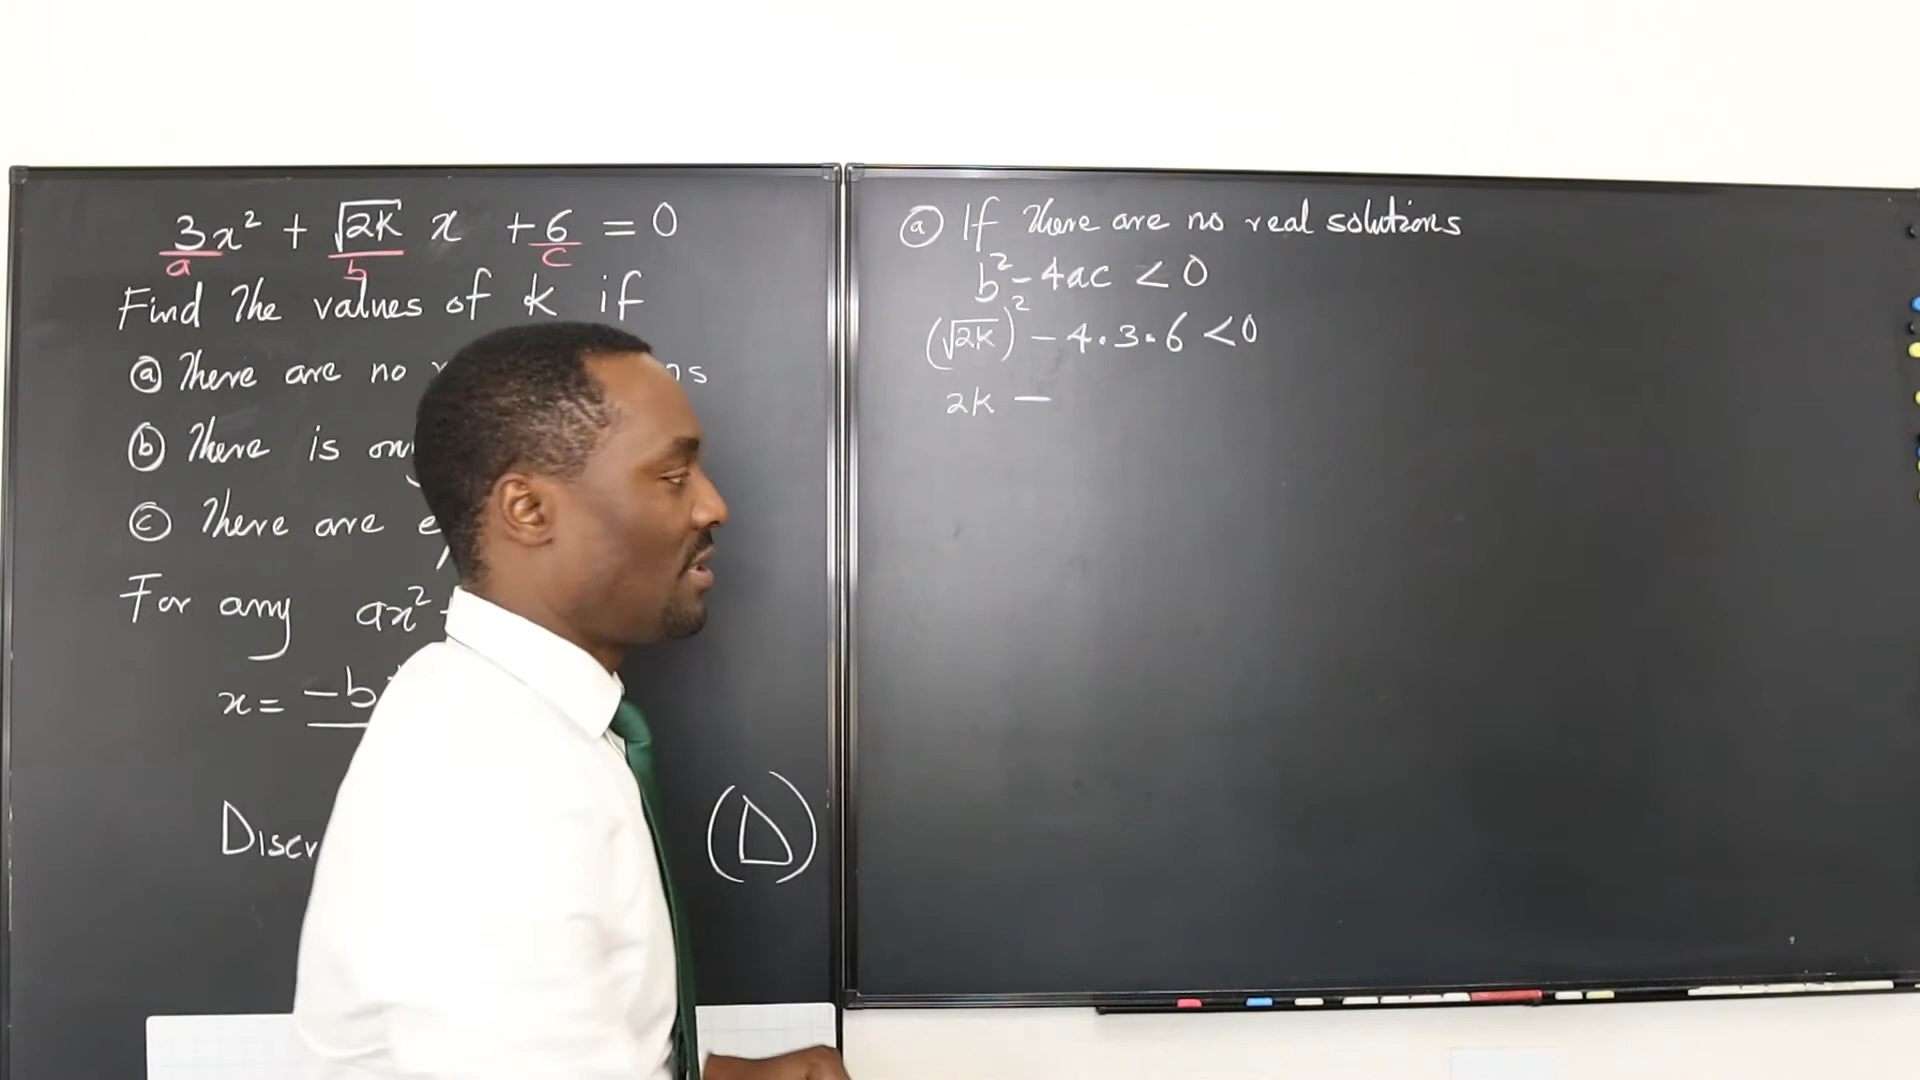 3x² + √2k x + 6 = 0
a b c
Find the values of k if
ⓐ There are no
ⓑ There is
ⓒ There are
For any ax²
x = −b
(D)
ⓐ If there are no real solutions
b² − 4ac < 0
(√2k)² − 4·3·6 < 0
2k −